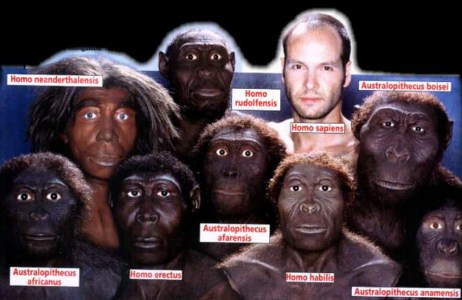 Homo neanderthalensis
Homo
rudolfensis
Homo sapiens
Australopithecus boisei
Australopithecus
africanus
Homo erectus
Australopithecus
afarensis
Homo habilis
Australopithecus anamensis